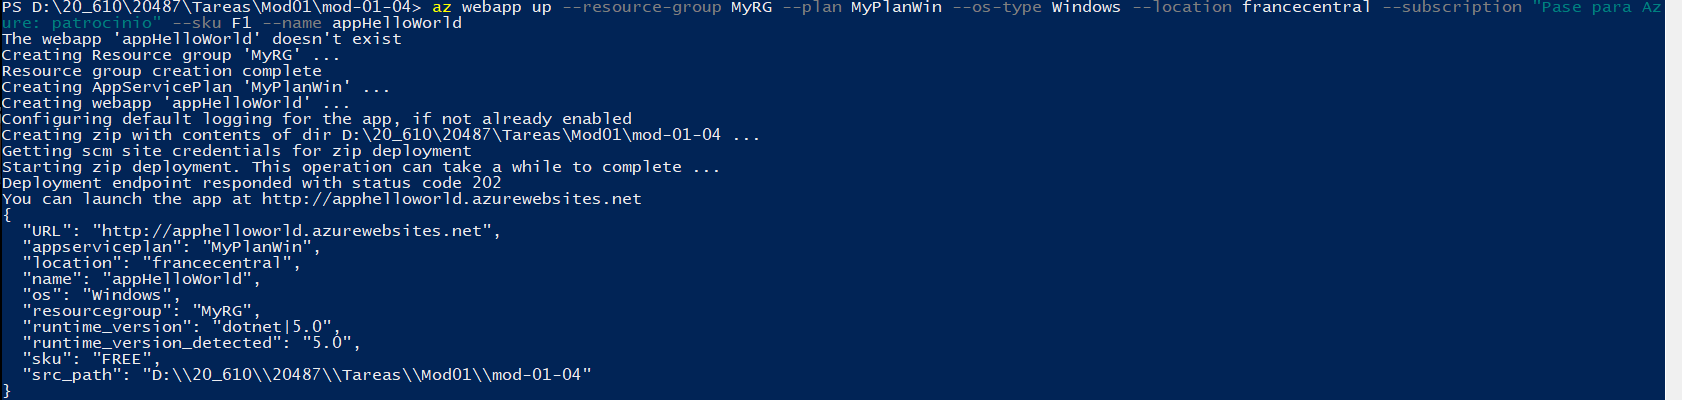 PS D:\20_610\20487\Tareas\Mod01\mod-01-04> az webapp up --resource-group MyRG --plan MyPlanWin --os-type Windows --location francecentral --subscription "Pase para Az
ure: patrocinio" --sku F1 --name appHelloWorld
The webapp 'appHelloWorld' doesn't exist
Creating Resource group 'MyRG' ...
Resource group creation complete
Creating AppServicePlan 'MyPlanWin' ...
Creating webapp 'appHelloWorld' ...
Configuring default logging for the app, if not already enabled
Creating zip with contents of dir D:\20_610\20487\Tareas\Mod01\mod-01-04 ...
Getting scm site credentials for zip deployment
Starting zip deployment. This operation can take a while to complete ...
Deployment endpoint responded with status code 202
You can launch the app at http://apphelloworld.azurewebsites.net
{
  "URL": "http://apphelloworld.azurewebsites.net",
  "appserviceplan": "MyPlanWin",
  "location": "francecentral",
  "name": "appHelloWorld",
  "os": "Windows",
  "resourcegroup": "MyRG",
  "runtime_version": "dotnet|5.0",
  "runtime_version_detected": "5.0",
  "sku": "FREE",
  "src_path": "D:\\20_610\\20487\\Tareas\\Mod01\\mod-01-04"
}